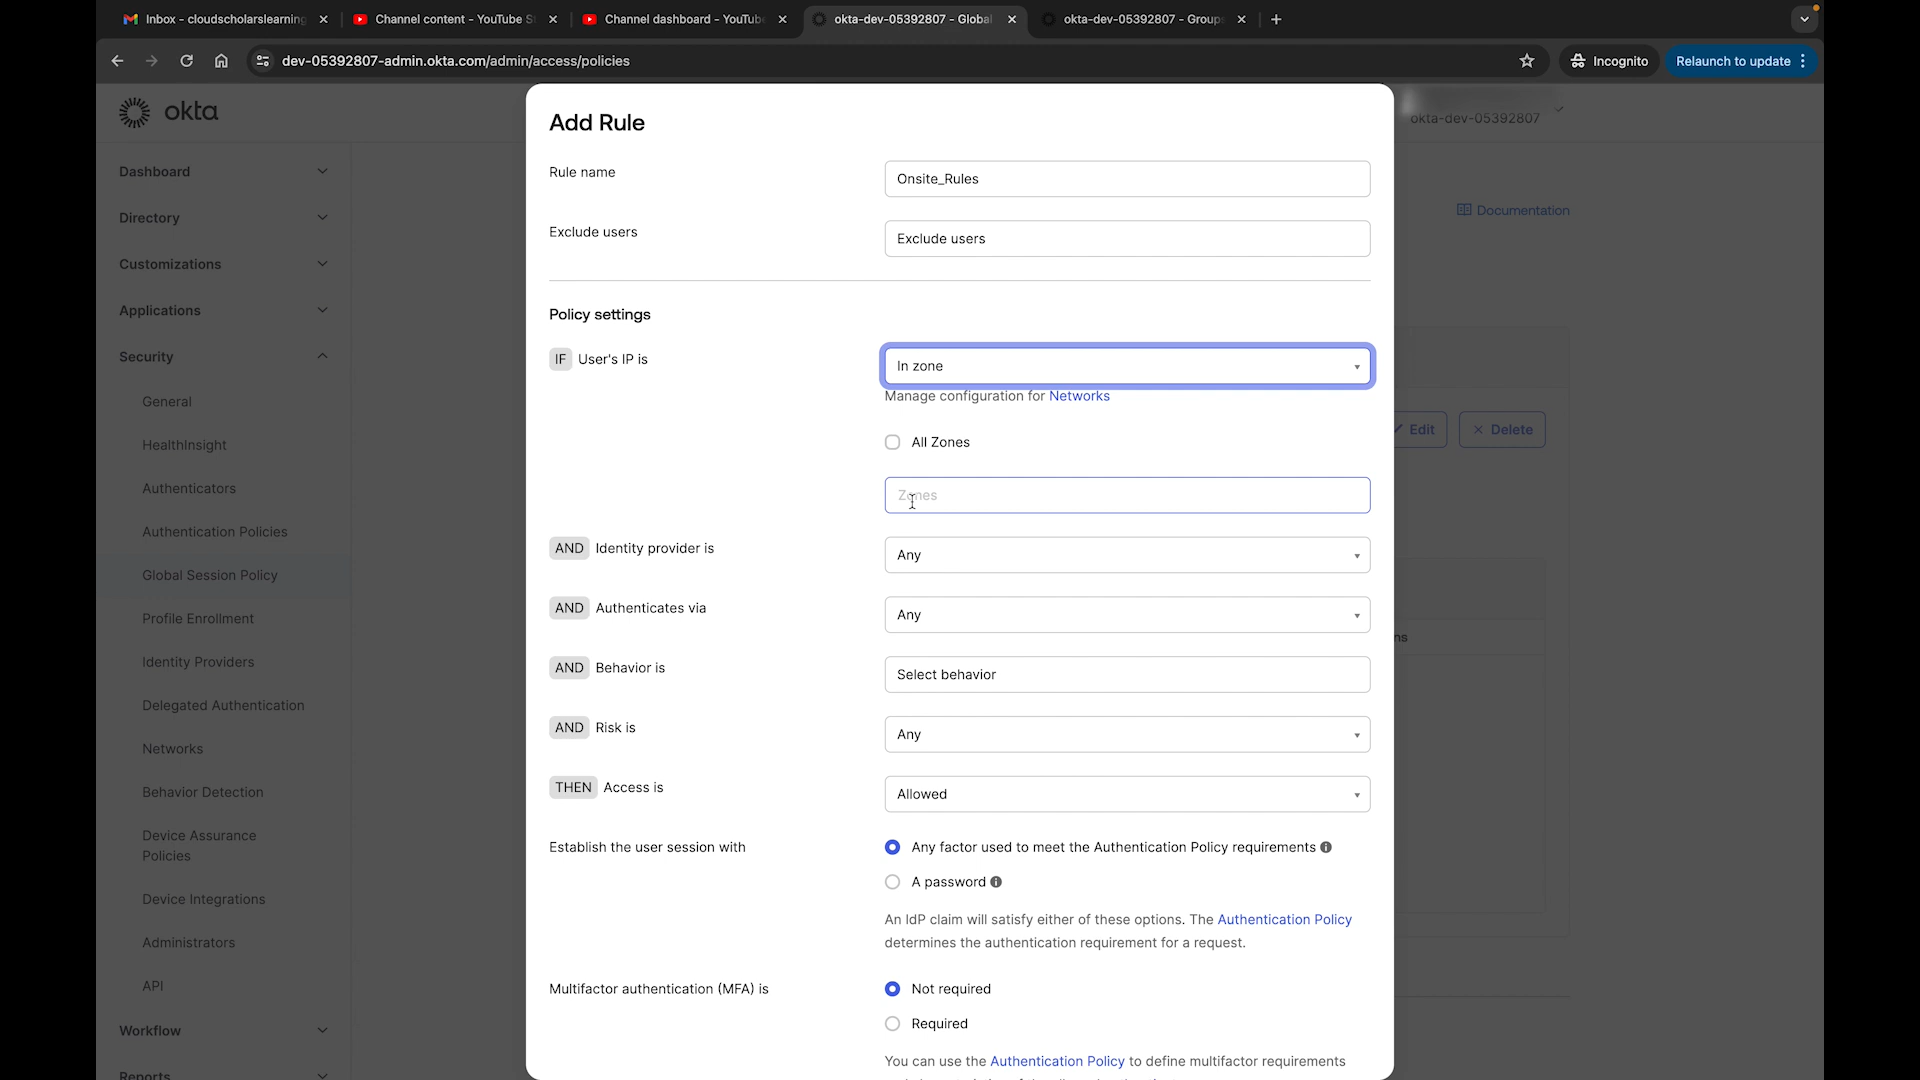 Inbox - cloudscholarslearning
Channel content - YouTube S
Channel dashboard - YouTube
okta-dev-05392807 - Global
okta-dev-05392807 - Groups
dev-05392807-admin.okta.com/admin/access/policies
Incognito
Relaunch to update
okta
okta-dev-05392807
Dashboard
Directory
Customizations
Applications
Security
General
HealthInsight
Authenticators
Authentication Policies
Global Session Policy
Profile Enrollment
Identity Providers
Delegated Authentication
Networks
Behavior Detection
Device Assurance
Policies
Device Integrations
Administrators
API
Workflow
Reports
Documentation
Edit
Delete
ns
Add Rule
Rule name
Onsite_Rules
Exclude users
Exclude users
Policy settings
IF User's IP is
In zone
Manage configuration for Networks
All Zones
Zones
AND Identity provider is
Any
AND Authenticates via
Any
AND Behavior is
Select behavior
AND Risk is
Any
THEN Access is
Allowed
Establish the user session with
Any factor used to meet the Authentication Policy requirements
A password
An IdP claim will satisfy either of these options. The Authentication Policy
determines the authentication requirement for a request.
Multifactor authentication (MFA) is
Not required
Required
You can use the Authentication Policy to define multifactor requirements